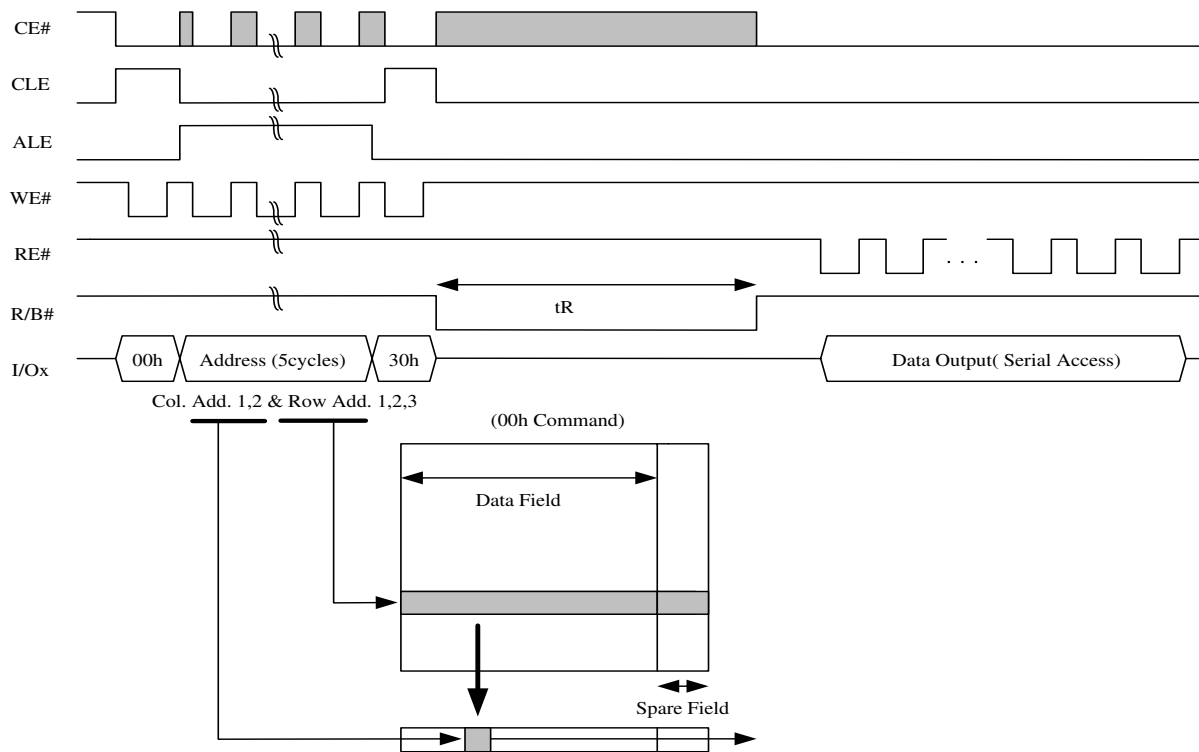 CE#
CLE
ALE
WE#
RE#
. . .
R/B#
tR
I/Ox
00h
Address (5cycles)
30h
Data Output( Serial Access)
Col. Add. 1,2 & Row Add. 1,2,3
(00h Command)
Data Field
Spare Field